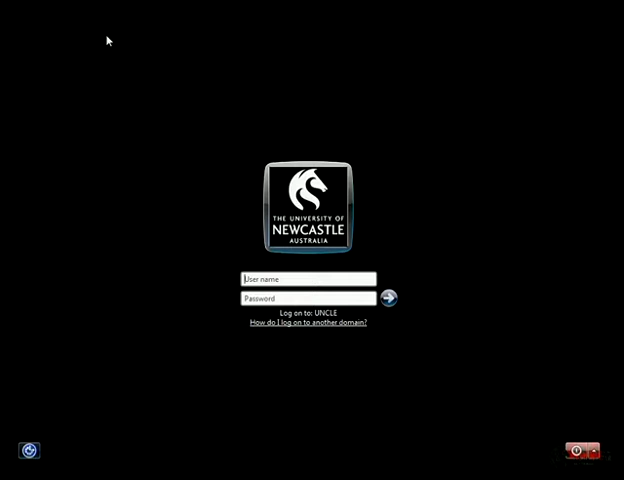 THE UNIVERSITY OF
NEWCASTLE
AUSTRALIA
User name
Password
Log on to: UNCLE
How do I log on to another domain?